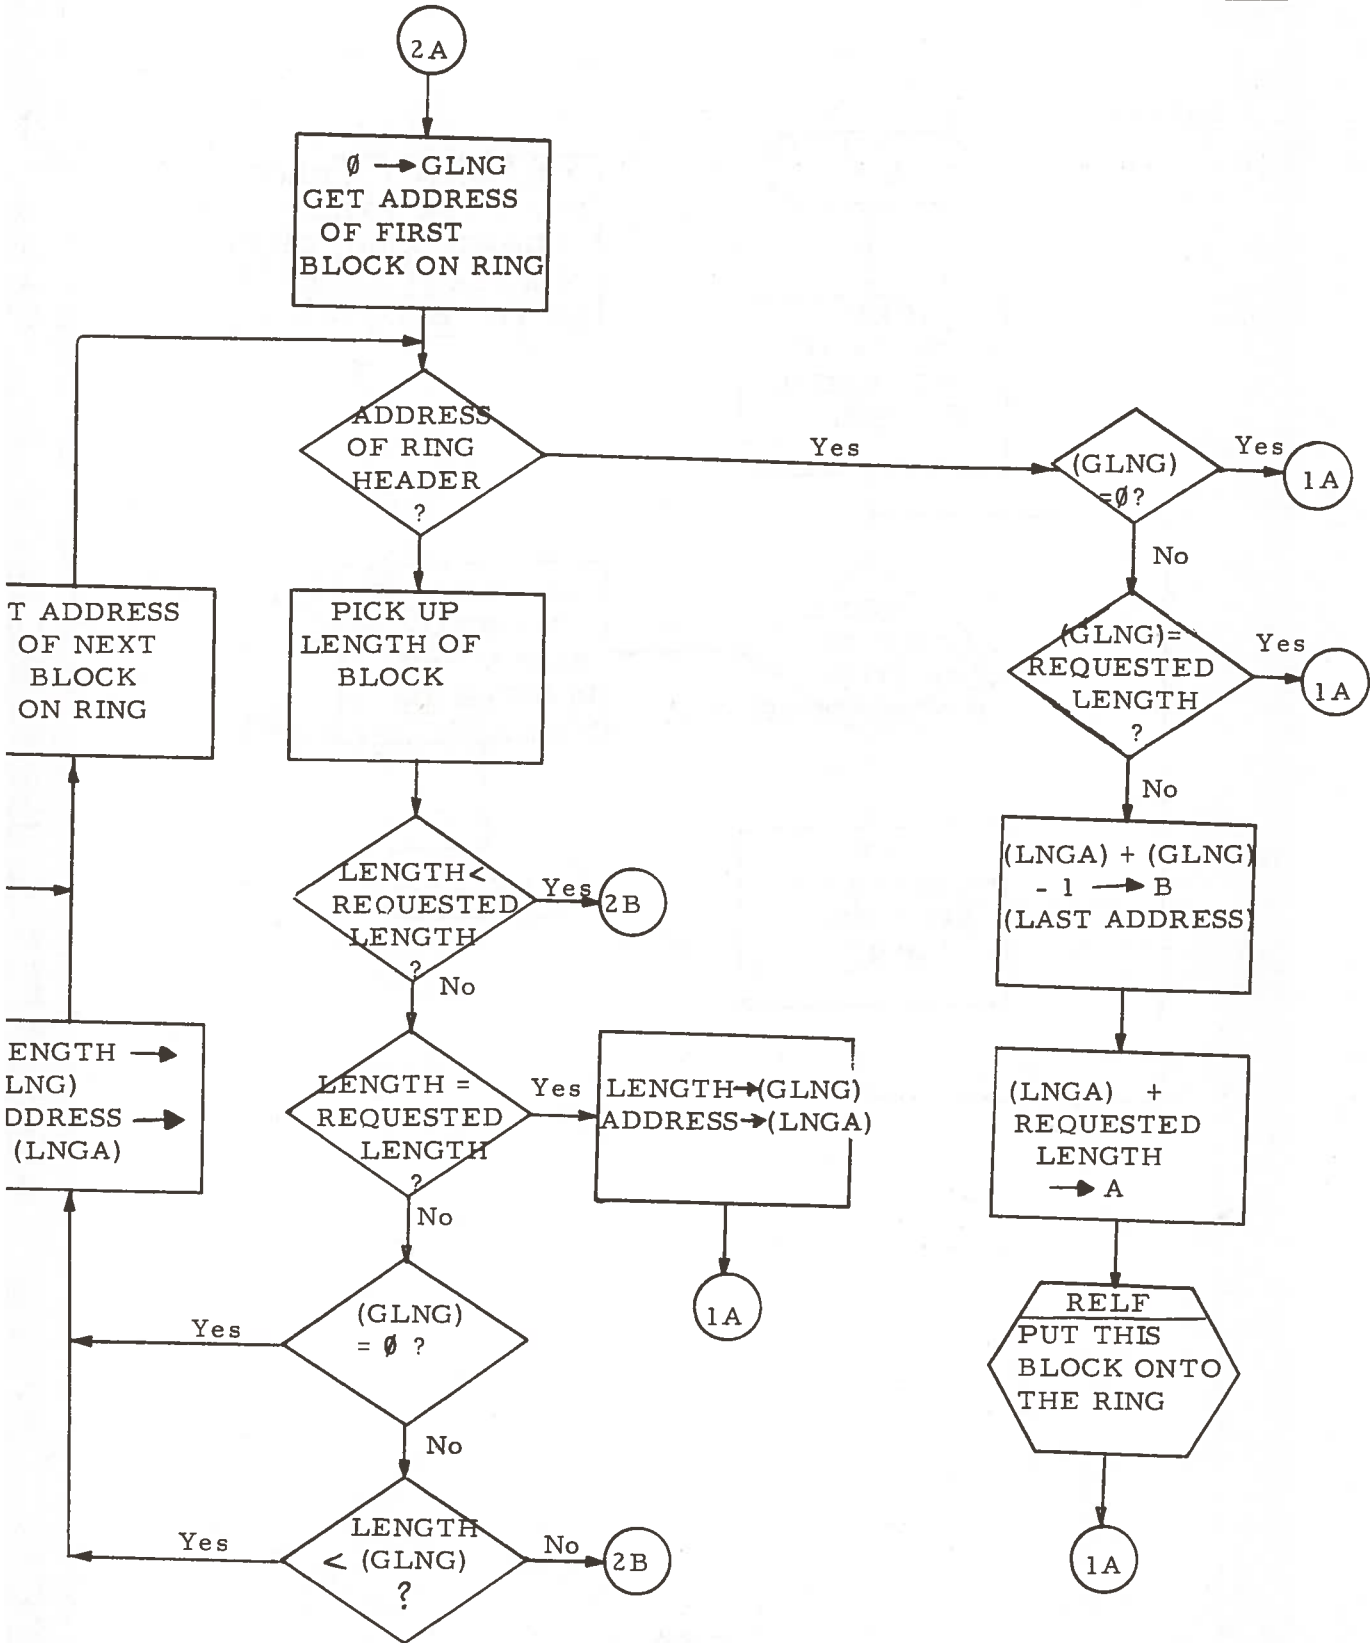 2A
Ø → GLNG
GET ADDRESS
OF FIRST
BLOCK ON RING
ADDRESS
OF RING
HEADER
?
Yes
(GLNG)
=Ø?
Yes
1A
No
T ADDRESS
OF NEXT
BLOCK
ON RING
PICK UP
LENGTH OF
BLOCK
(GLNG)=
REQUESTED
LENGTH
?
Yes
1A
No
LENGTH<
REQUESTED
LENGTH
?
Yes
2B
No
(LNGA) + (GLNG)
- 1 → B
(LAST ADDRESS)
ENGTH →
LNG)
DDRESS →
(LNGA)
LENGTH =
REQUESTED
LENGTH
?
Yes
LENGTH→(GLNG)
ADDRESS→(LNGA)
1A
No
(LNGA) +
REQUESTED
LENGTH
→ A
(GLNG)
= Ø ?
Yes
No
RELF
PUT THIS
BLOCK ONTO
THE RING
1A
LENGTH
< (GLNG)
?
Yes
No
2B